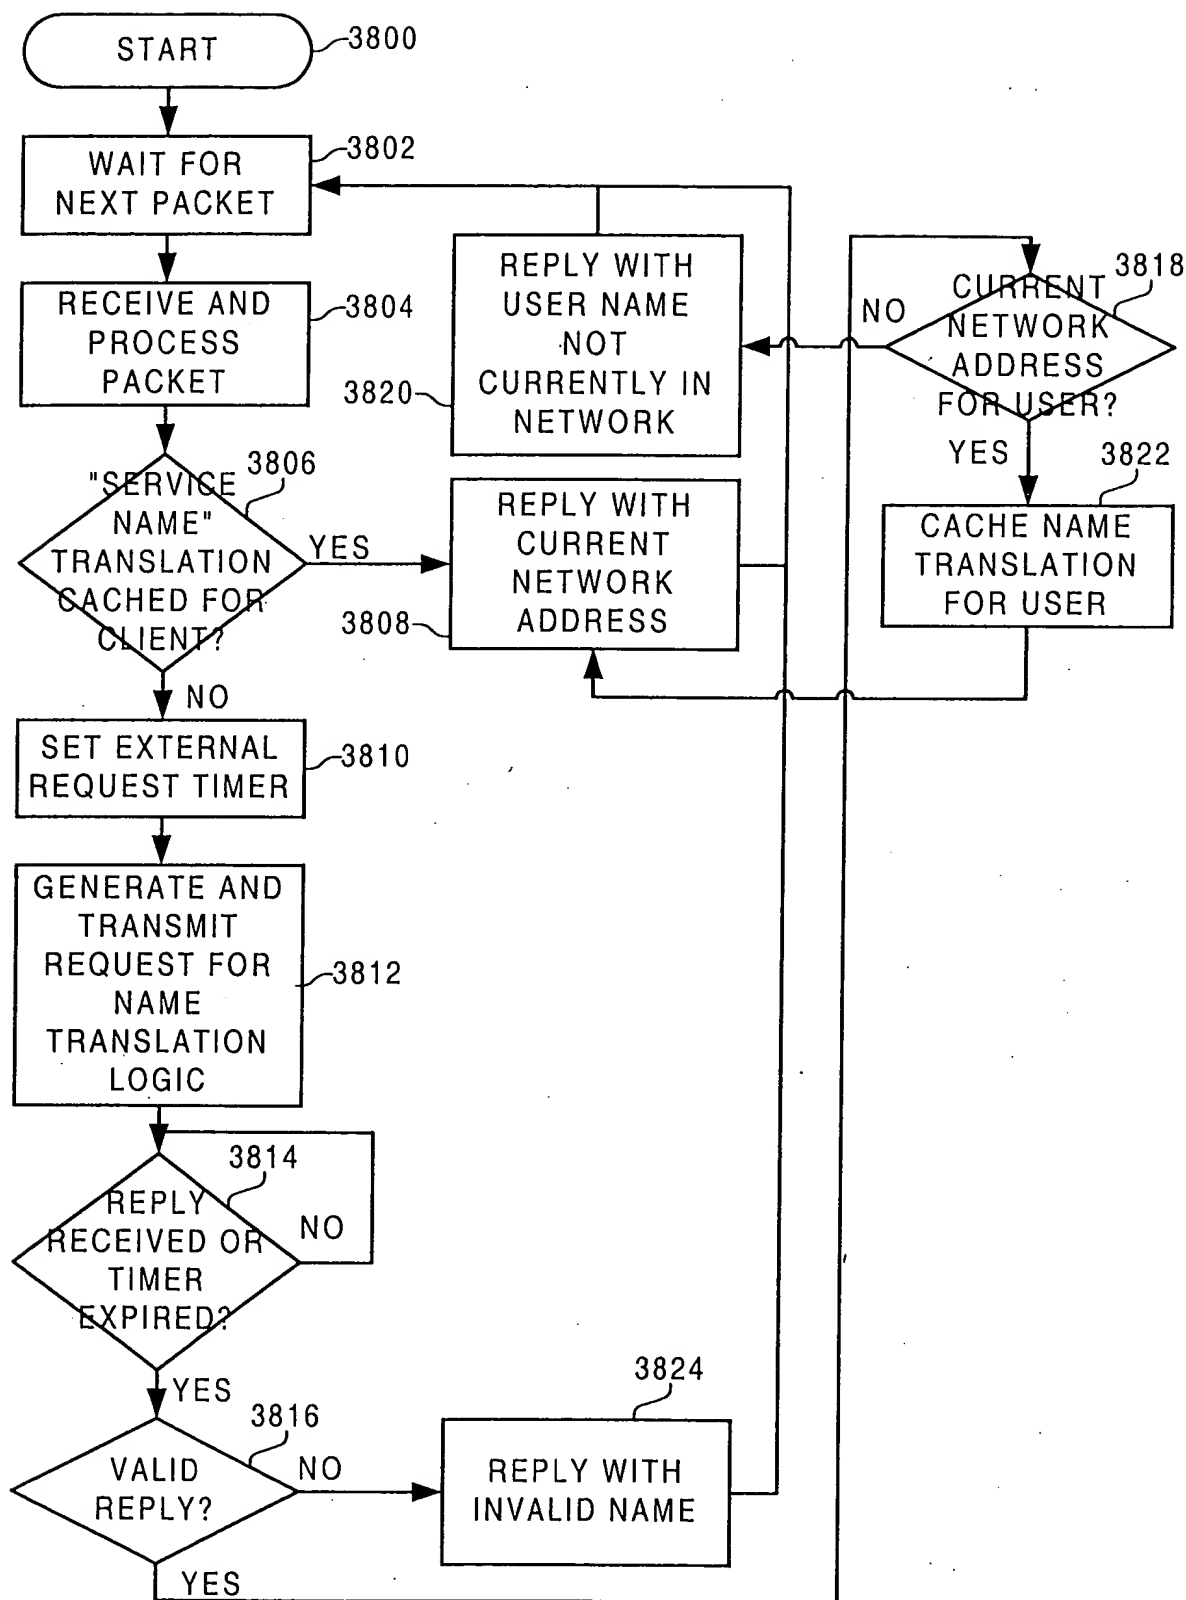 START
3800
WAIT FOR
NEXT PACKET
3802
RECEIVE AND
PROCESS
PACKET
3804
"SERVICE
NAME"
TRANSLATION
CACHED FOR
CLIENT?
3806
YES
NO
REPLY WITH
USER NAME
NOT
CURRENTLY IN
NETWORK
3820
REPLY WITH
CURRENT
NETWORK
ADDRESS
3808
CURRENT
NETWORK
ADDRESS
FOR USER?
3818
NO
YES
3822
CACHE NAME
TRANSLATION
FOR USER
SET EXTERNAL
REQUEST TIMER
3810
GENERATE AND
TRANSMIT
REQUEST FOR
NAME
TRANSLATION
LOGIC
3812
3814
REPLY
RECEIVED OR
TIMER
EXPIRED?
NO
YES
3816
VALID
REPLY?
NO
YES
3824
REPLY WITH
INVALID NAME